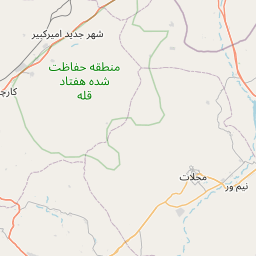 شهر جدید امیرکبیر
منطقه حفاظت
شده هفتاد
قله
کارچ
محلات
نیم ور